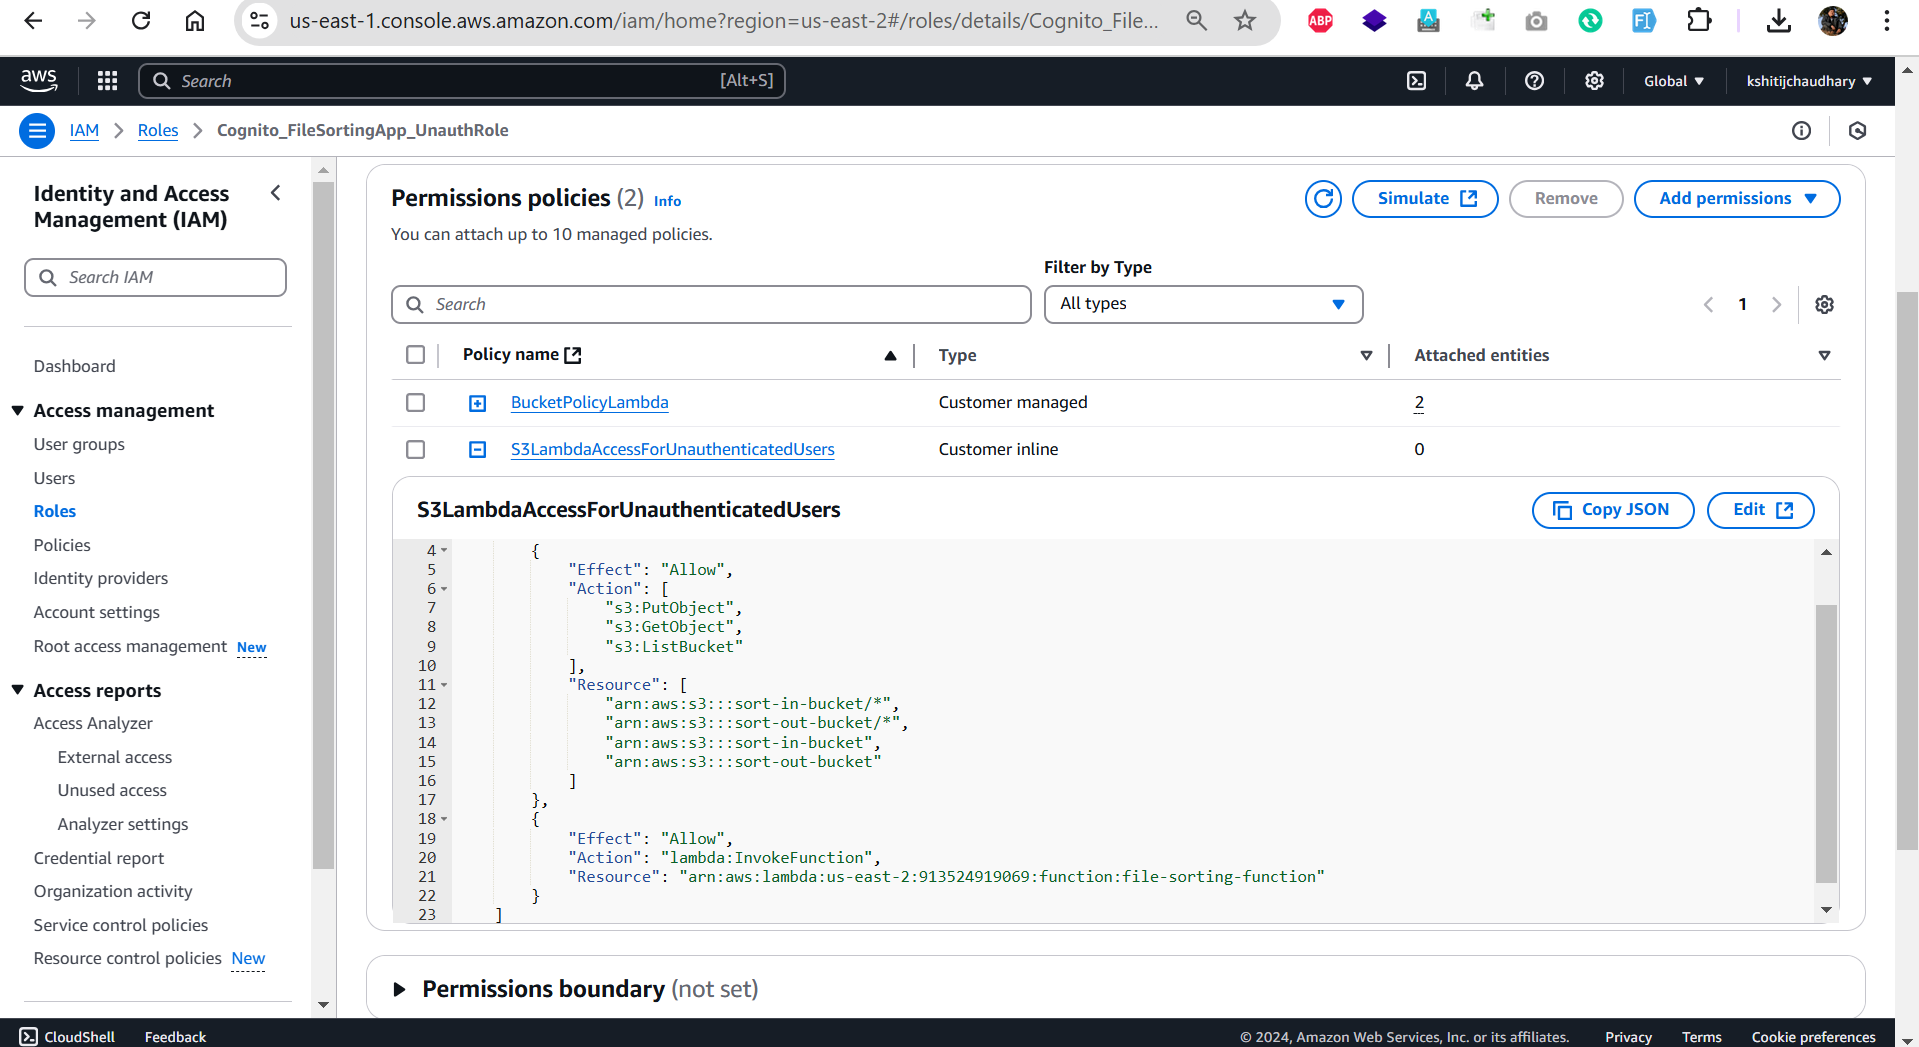 us-east-1.console.aws.amazon.com/iam/home?region=us-east-2#/roles/details/Cognito_File...
ABP
A
FI
aws
Search
[Alt+S]
Global
kshitijchaudhary
IAM
Roles
Cognito_FileSortingApp_UnauthRole
Identity and Access
Management (IAM)
Search IAM
Dashboard
Access management
User groups
Users
Roles
Policies
Identity providers
Account settings
Root access management New
Access reports
Access Analyzer
External access
Unused access
Analyzer settings
Credential report
Organization activity
Service control policies
Resource control policies New
Permissions policies (2) Info
Simulate
Remove
Add permissions
You can attach up to 10 managed policies.
Filter by Type
Search
All types
1
Policy name
Type
Attached entities
BucketPolicyLambda
Customer managed
2
S3LambdaAccessForUnauthenticatedUsers
Customer inline
0
S3LambdaAccessForUnauthenticatedUsers
Copy JSON
Edit
4 {
5 "Effect": "Allow",
6 "Action": [
7 "s3:PutObject",
8 "s3:GetObject",
9 "s3:ListBucket"
10 ],
11 "Resource": [
12 "arn:aws:s3:::sort-in-bucket/*",
13 "arn:aws:s3:::sort-out-bucket/*",
14 "arn:aws:s3:::sort-in-bucket",
15 "arn:aws:s3:::sort-out-bucket"
16 ]
17 },
18 {
19 "Effect": "Allow",
20 "Action": "lambda:InvokeFunction",
21 "Resource": "arn:aws:lambda:us-east-2:913524919069:function:file-sorting-function"
22 }
23 ]
Permissions boundary (not set)
CloudShell
Feedback
© 2024, Amazon Web Services, Inc. or its affiliates.
Privacy
Terms
Cookie preferences